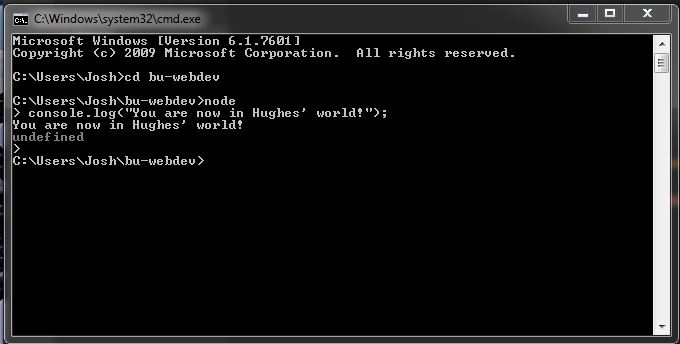 C:\Windows\system32\cmd.exe
Microsoft Windows [Version 6.1.7601]
Copyright (c) 2009 Microsoft Corporation.  All rights reserved.
C:\Users\Josh>cd bu-webdev
C:\Users\Josh\bu-webdev>node
> console.log("You are now in Hughes' world!");
You are now in Hughes' world!
undefined
>
C:\Users\Josh\bu-webdev>